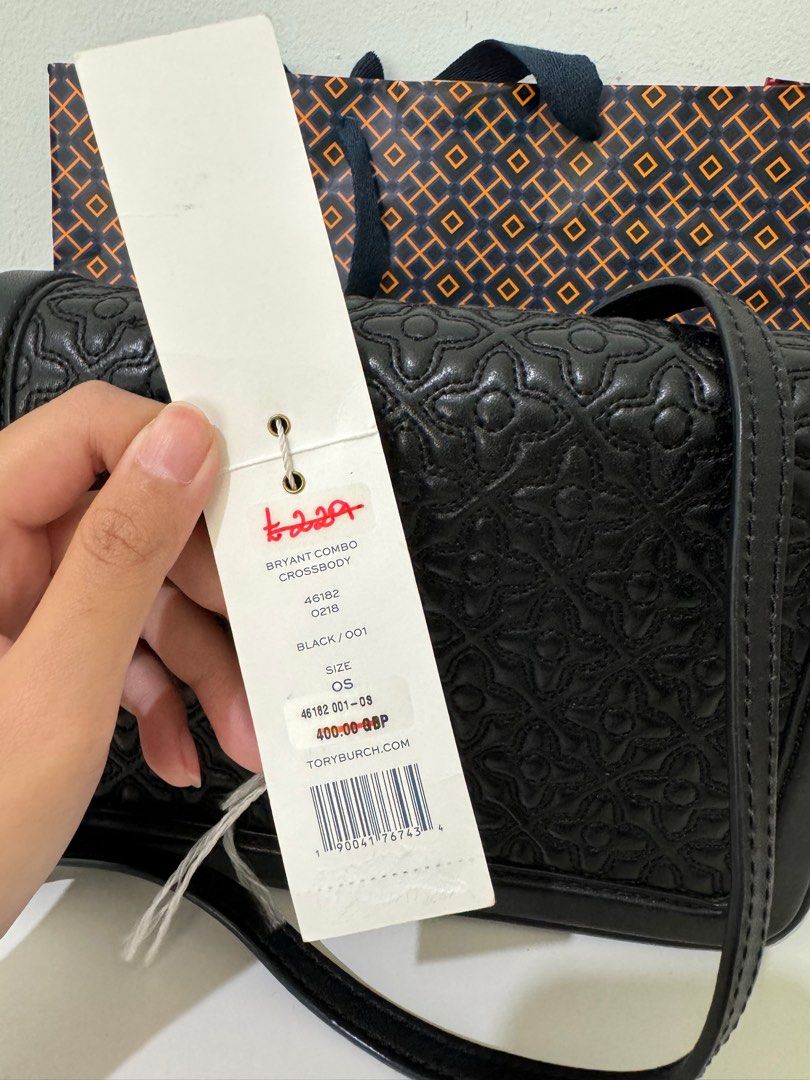 £229
BRYANT COMBO
CROSSBODY
46182
0218
BLACK / 001
SIZE
OS
46182 001-OS
400.00 GBP
TORYBURCH.COM
1 90041 76743 4